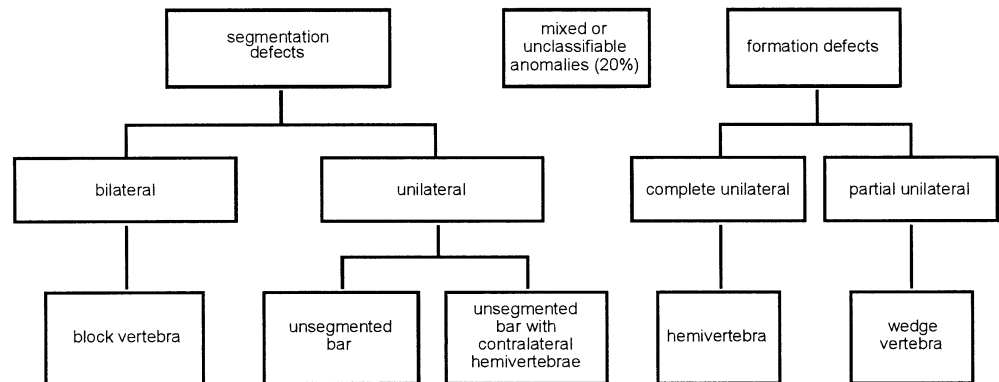 segmentation
defects
mixed or
unclassifiable
anomalies (20%)
formation defects
bilateral
unilateral
complete unilateral
partial unilateral
block vertebra
unsegmented
bar
unsegmented
bar with
contralateral
hemivertebrae
hemivertebra
wedge
vertebra